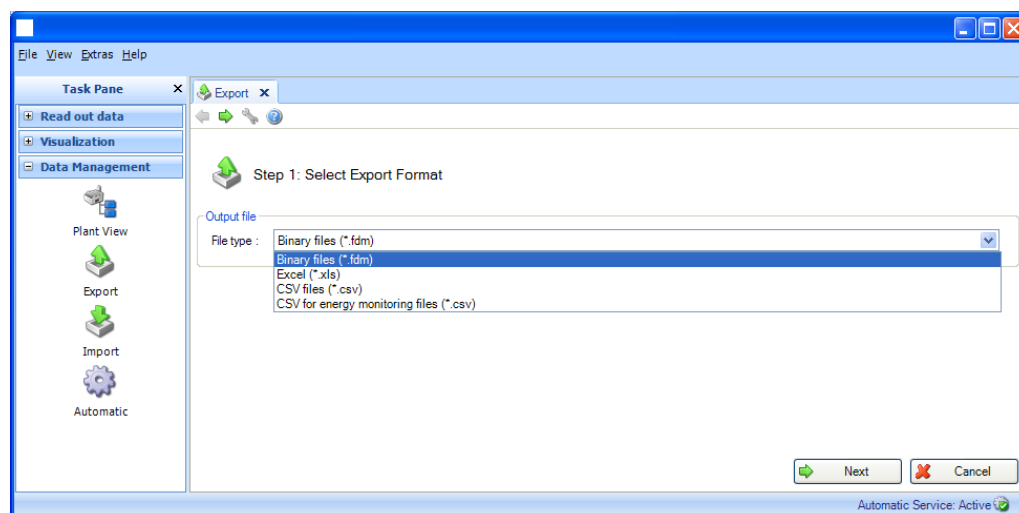 File View Extras Help
Task Pane
Export
Read out data
Visualization
Data Management
Step 1: Select Export Format
Plant View
Output file
File type : Binary files (*.fdm)
Binary files (*.fdm)
Excel (*.xls)
CSV files (*.csv)
CSV for energy monitoring files (*.csv)
Export
Import
Automatic
Next
Cancel
Automatic Service: Active